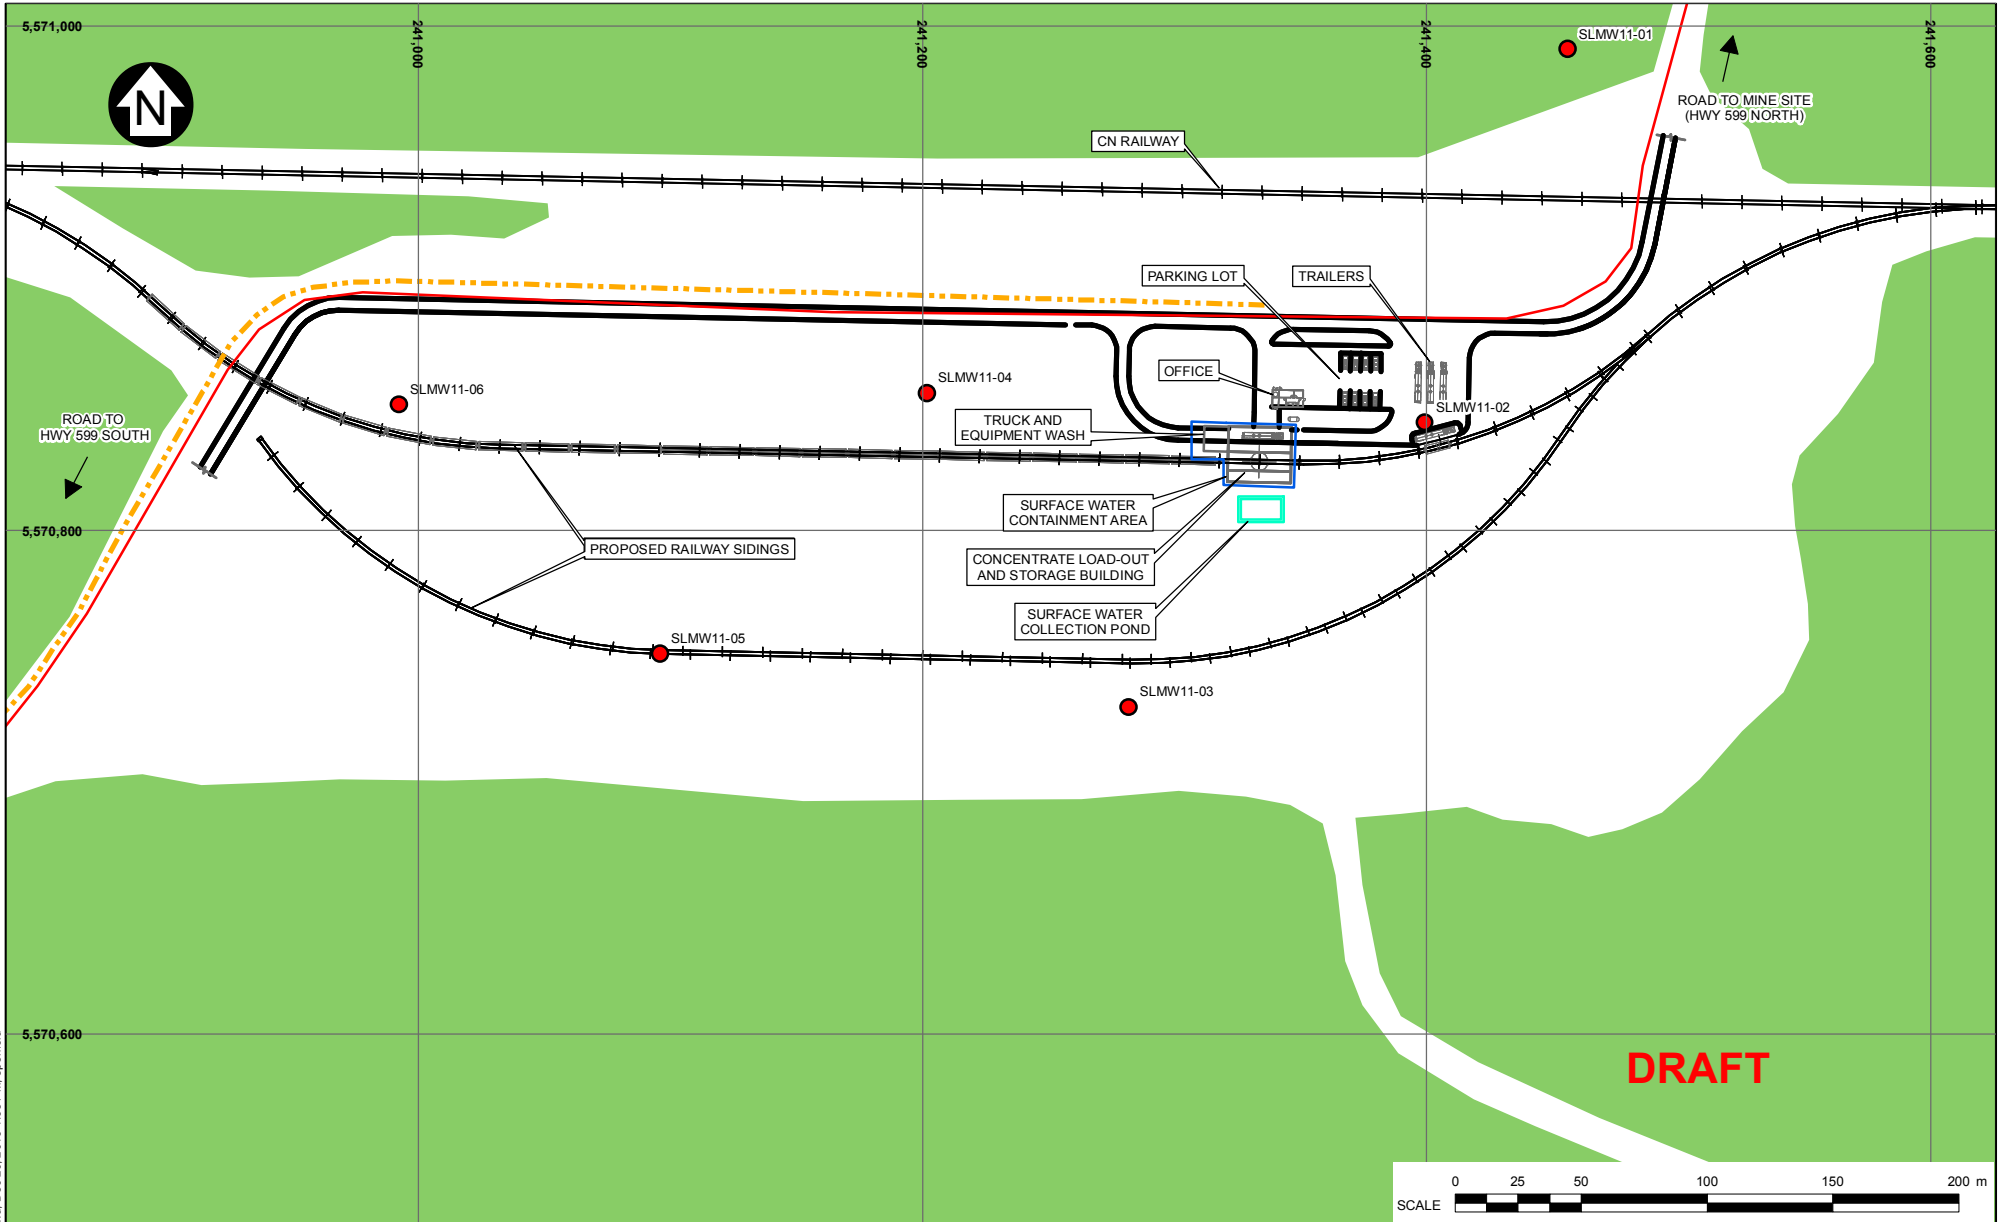 5,571,000
241,000
241,200
241,400
241,600
SLMW11-01
N
ROAD TO MINE SITE
(HWY 599 NORTH)
CN RAILWAY
PARKING LOT
TRAILERS
OFFICE
SLMW11-06
SLMW11-04
SLMW11-02
ROAD TO
HWY 599 SOUTH
TRUCK AND
EQUIPMENT WASH
SURFACE WATER
CONTAINMENT AREA
5,570,800
PROPOSED RAILWAY SIDINGS
CONCENTRATE LOAD-OUT
AND STORAGE BUILDING
SURFACE WATER
COLLECTION POND
SLMW11-05
SLMW11-03
5,570,600
DRAFT
0 25 50 100 150 200 m
SCALE